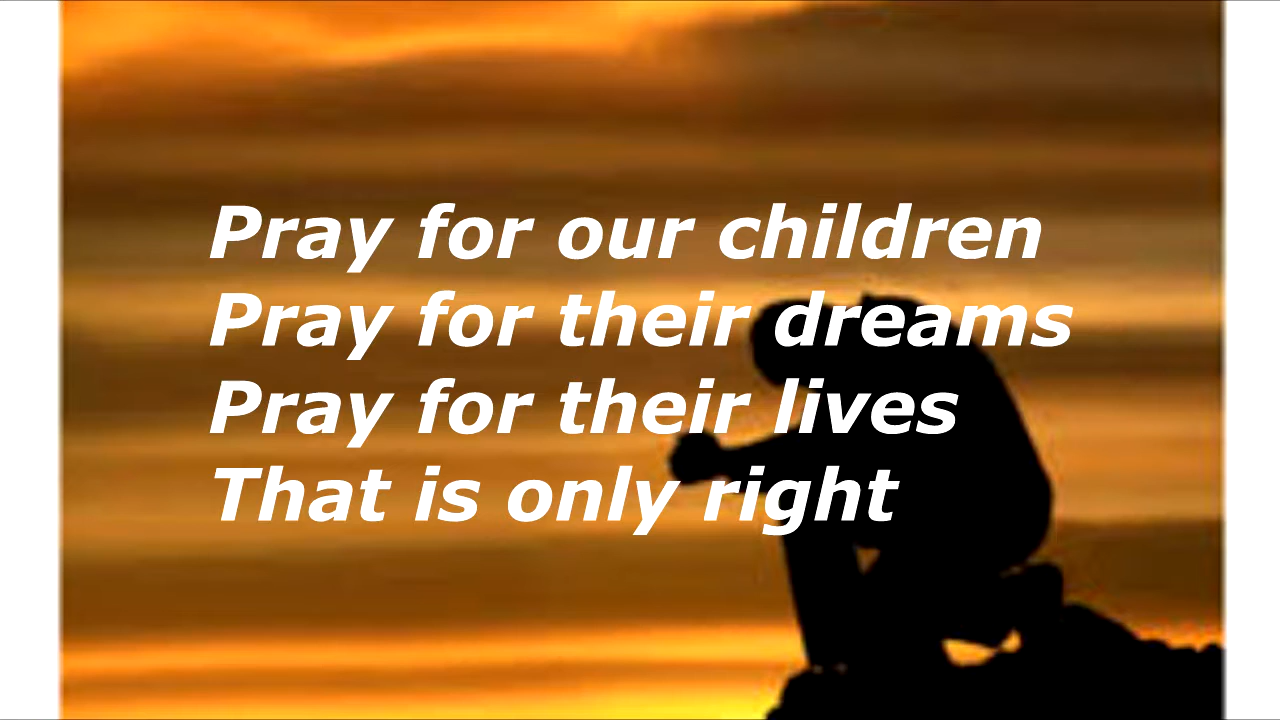 Pray for our children
Pray for their dreams
Pray for their lives
That is only right